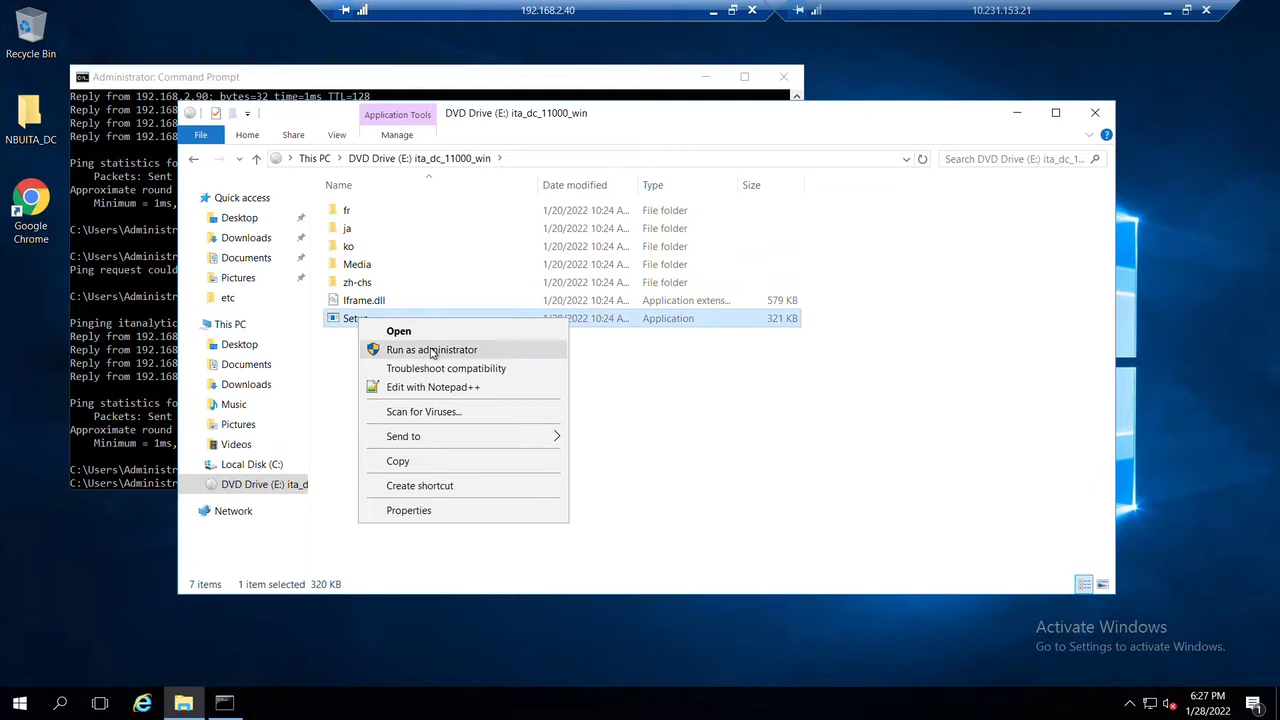 192.168.2.40
10.231.153.21
Recycle Bin
NBUITA_DC
Google
Chrome
Administrator: Command Prompt
Reply from 192.168.2.90: bytes=32 time=1ms TTL=128
Reply from 192.168
Reply from 192.168
Reply from 192.168
Ping statistics fo
Packets: Sent
Approximate round
Minimum = 1ms,
C:\Users\Administr
C:\Users\Administr
Ping request could
C:\Users\Administr
Pinging itanalytic
Reply from 192.168
Reply from 192.168
Reply from 192.168
Reply from 192.168
Ping statistics fo
Packets: Sent
Approximate round
Minimum = 1ms,
C:\Users\Administr
C:\Users\Administr
Application Tools
DVD Drive (E:) ita_dc_11000_win
File
Home
Share
View
Manage
This PC
DVD Drive (E:) ita_dc_11000_win
Search DVD Drive (E:) ita_dc_1...
Quick access
Desktop
Downloads
Documents
Pictures
etc
This PC
Desktop
Documents
Downloads
Music
Pictures
Videos
Local Disk (C:)
DVD Drive (E:) ita_d
Network
Name Date modified Type Size
fr 1/20/2022 10:24 A... File folder
ja 1/20/2022 10:24 A... File folder
ko 1/20/2022 10:24 A... File folder
Media 1/20/2022 10:24 A... File folder
zh-chs 1/20/2022 10:24 A... File folder
Iframe.dll 1/20/2022 10:24 A... Application extens... 579 KB
Setup 1/20/2022 10:24 A... Application 321 KB
Open
Run as administrator
Troubleshoot compatibility
Edit with Notepad++
Scan for Viruses...
Send to
Copy
Create shortcut
Properties
7 items 1 item selected 320 KB
Activate Windows
Go to Settings to activate Windows.
6:27 PM
1/28/2022
1